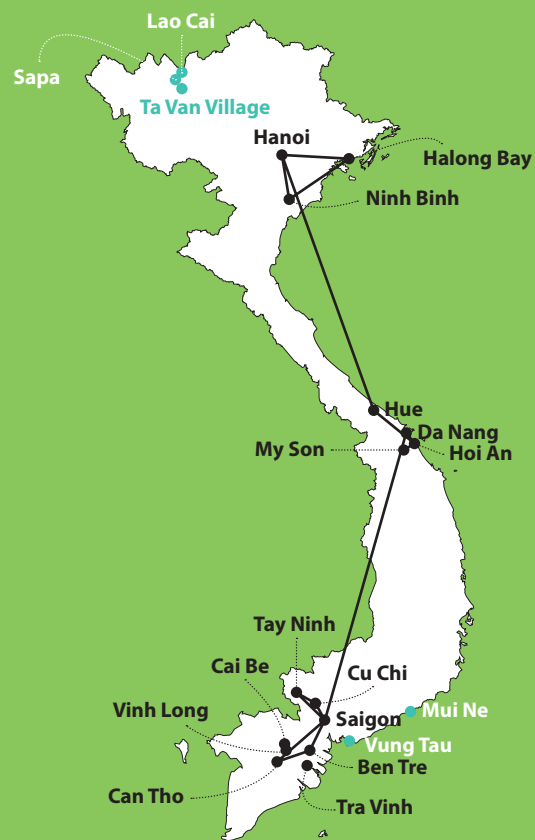 Lao Cai
Sapa
Ta Van Village
Hanoi
Halong Bay
Ninh Binh
Hue
Da Nang
My Son
Hoi An
Tay Ninh
Cai Be
Cu Chi
Vinh Long
Saigon
Mui Ne
Vung Tau
Ben Tre
Can Tho
Tra Vinh